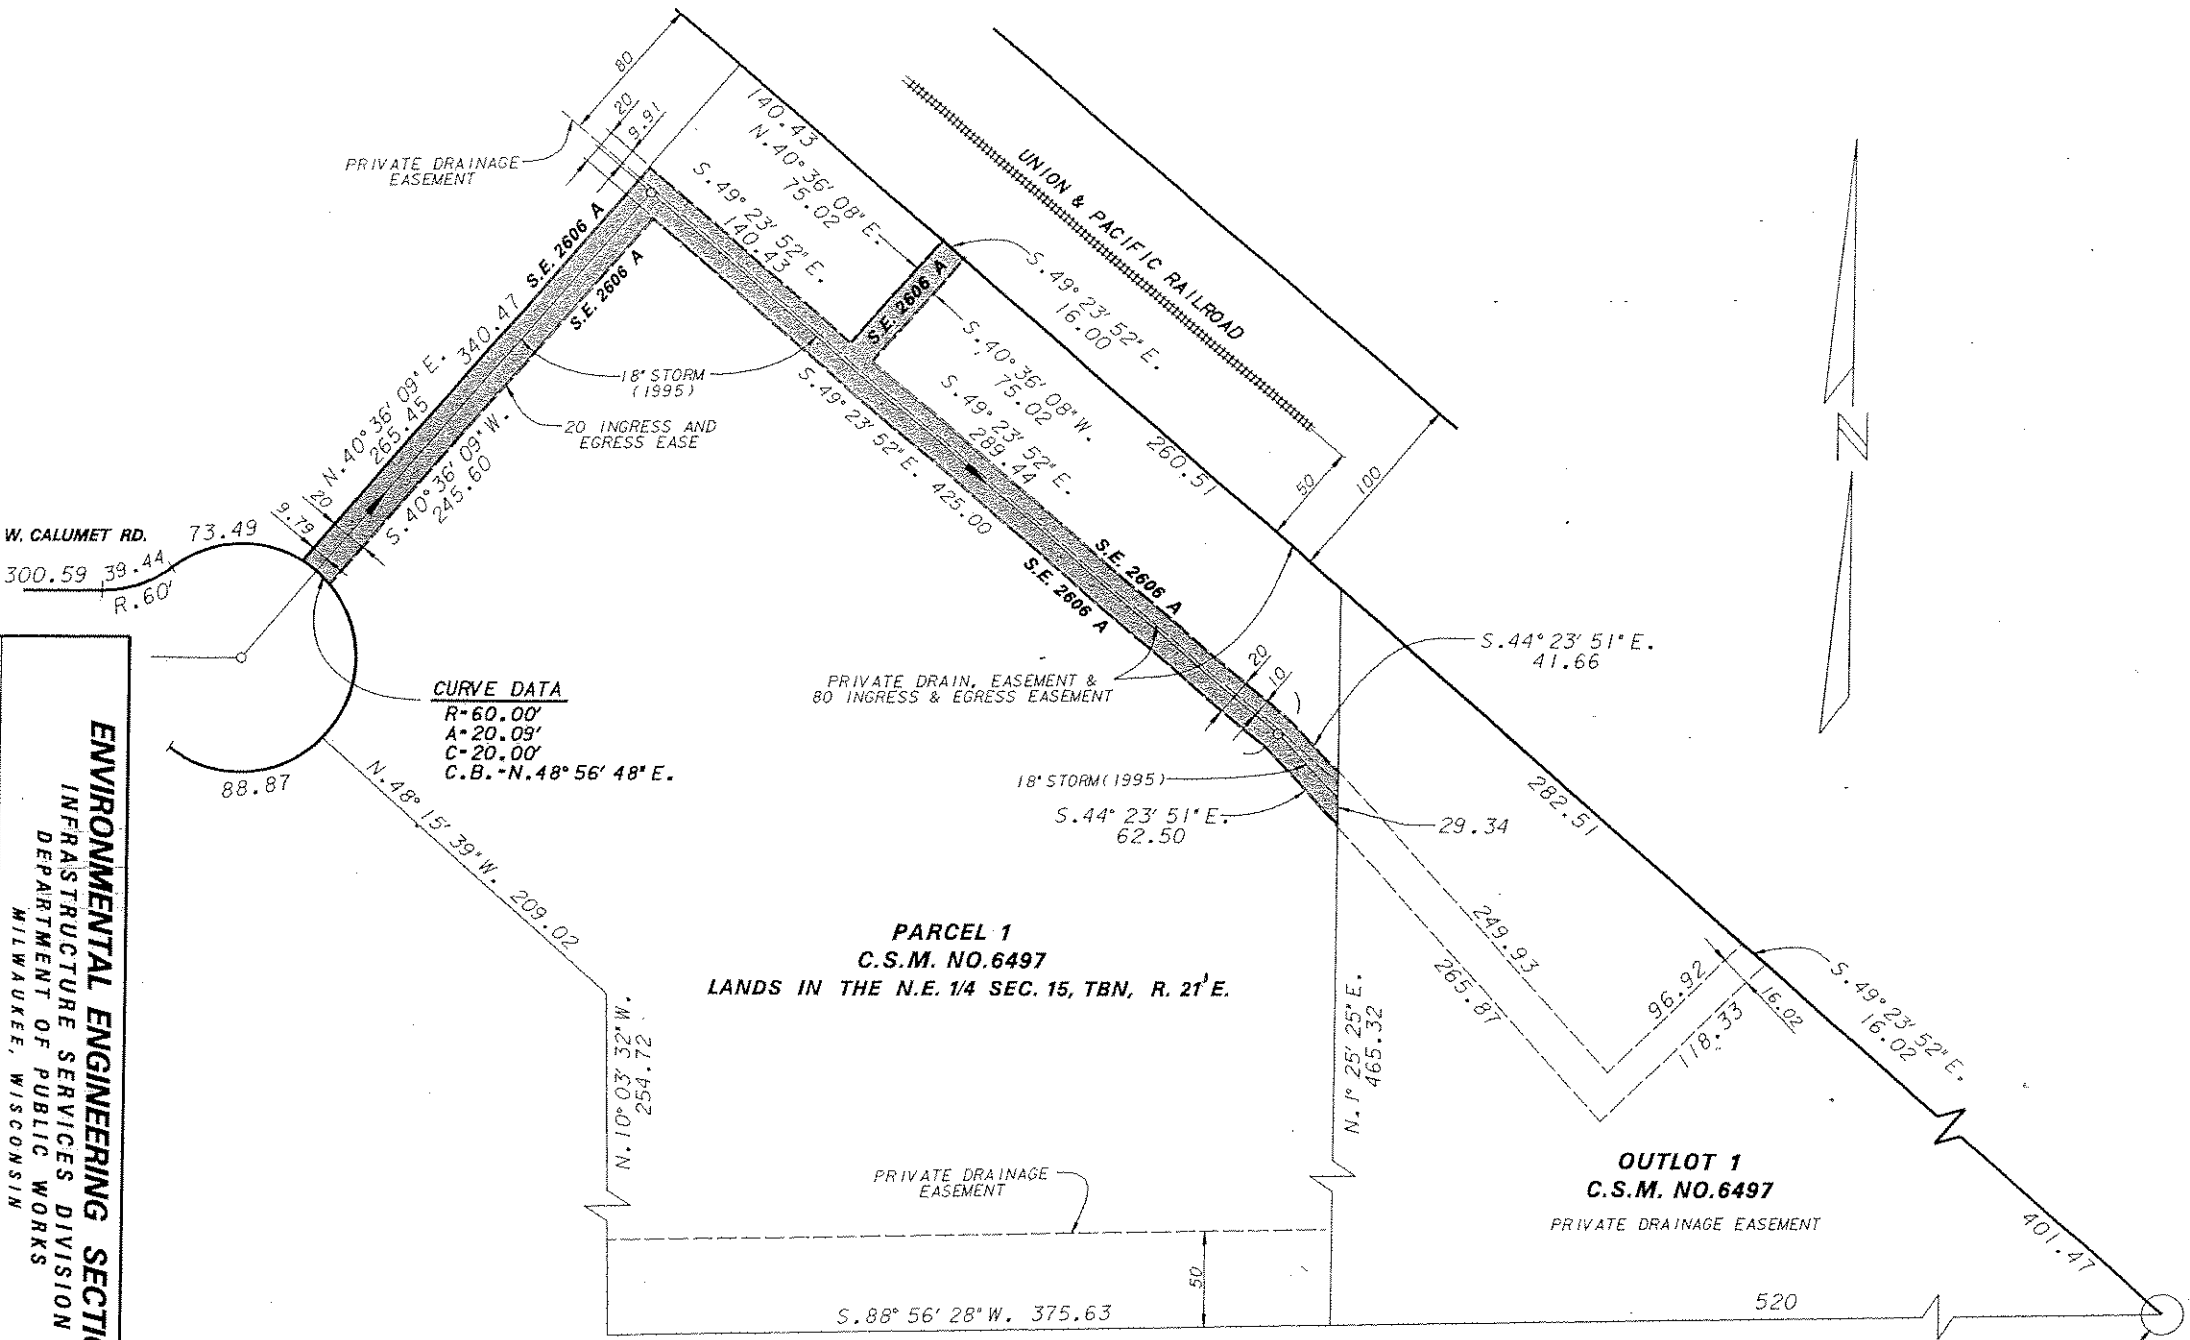 80
20
9.91
PRIVATE DRAINAGE
EASEMENT
140.43
N.40° 36' 08" E.
75.02
S.49° 23' 52" E.
140.43
UNION & PACIFIC RAILROAD
S.E. 2606 A
S.E. 2606 A
S.E. 2606 A
S.49° 23' 52" E.
16.00
N.40° 36' 09" E. 340.47
265.45
18" STORM
(1995)
20 INGRESS AND
EGRESS EASE
S.40° 36' 09" W.
245.60
20
9.79
S.40° 36' 08" W.
75.02
S.49° 23' 52" E.
289.44
S.49° 23' 52" E. 425.00
260.51
50
100
N
W. CALUMET RD.
73.49
300.59
39.44
R.60'
S.E. 2606 A
S.E. 2606 A
S.44° 23' 51" E.
41.66
20
10
PRIVATE DRAIN, EASEMENT &
80 INGRESS & EGRESS EASEMENT
CURVE DATA
R=60.00'
A=20.09'
C=20.00'
C.B.=N.48° 56' 48" E.
88.87
18" STORM(1995)
S.44° 23' 51" E.
62.50
29.34
282.51
N.48° 15' 39" W. 209.02
ENVIRONMENTAL ENGINEERING SECTIO
INFRASTRUCTURE SERVICES DIVISION
DEPARTMENT OF PUBLIC WORKS
MILWAUKEE, WISCONSIN
PARCEL 1
C.S.M. NO.6497
LANDS IN THE N.E. 1/4 SEC. 15, TBN, R. 21' E.
249.93
265.87
96.92
16.02
118.33
S.49° 23' 52" E.
16.02
N.10° 03' 32" W.
254.72
N.1° 25' 25" E.
465.32
PRIVATE DRAINAGE
EASEMENT
OUTLOT 1
C.S.M. NO.6497
PRIVATE DRAINAGE EASEMENT
401.47
50
S.88° 56' 28" W. 375.63
520